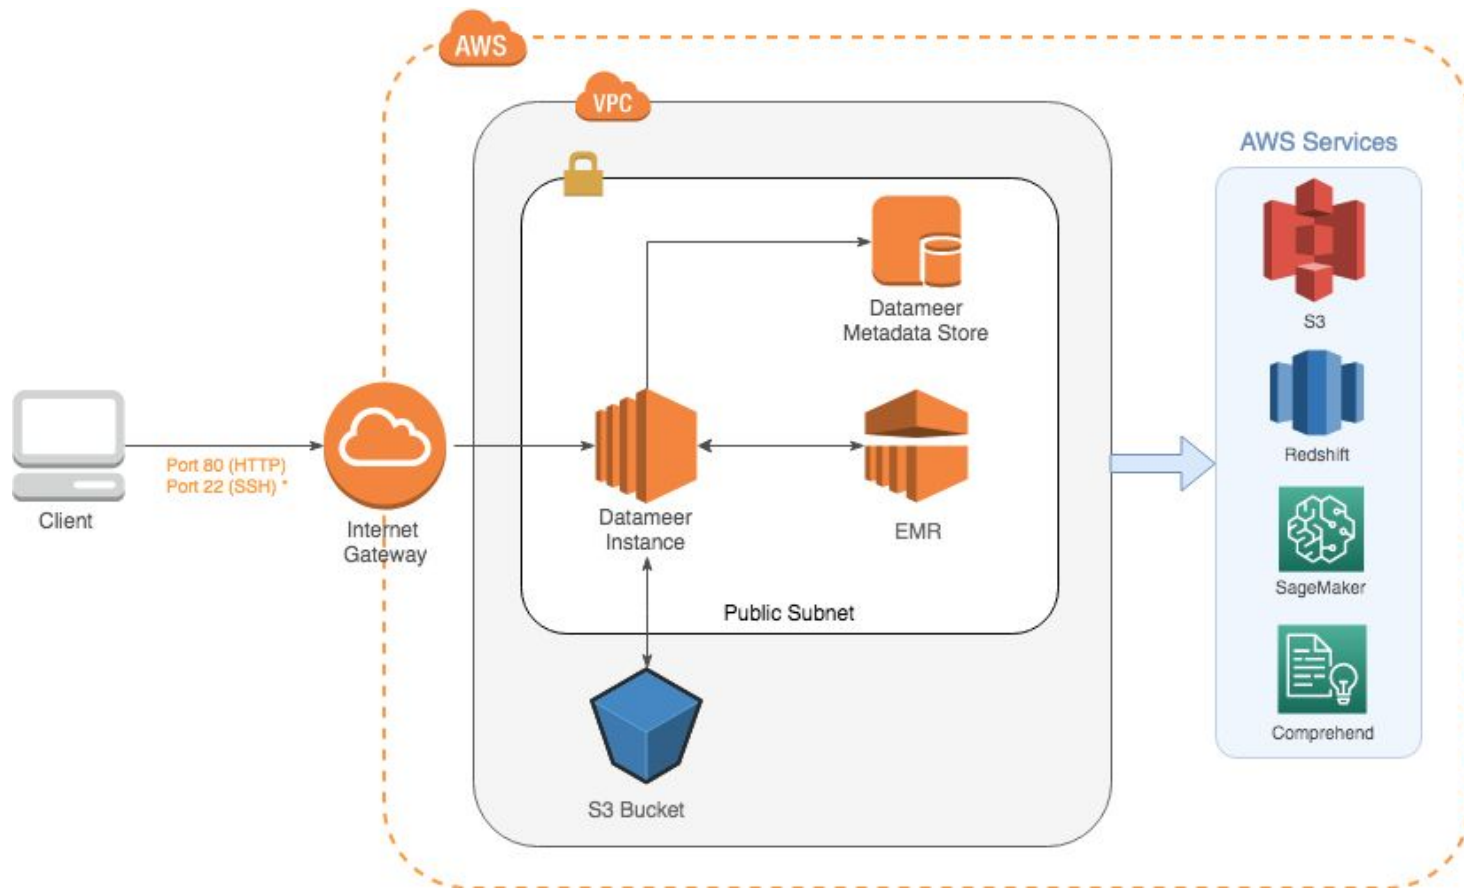 AWS
VPC
AWS Services
S3
Datameer
Metadata Store
Redshift
Port 80 (HTTP)
Port 22 (SSH) *
Client
Internet
Gateway
Datameer
Instance
EMR
SageMaker
Public Subnet
Comprehend
S3 Bucket